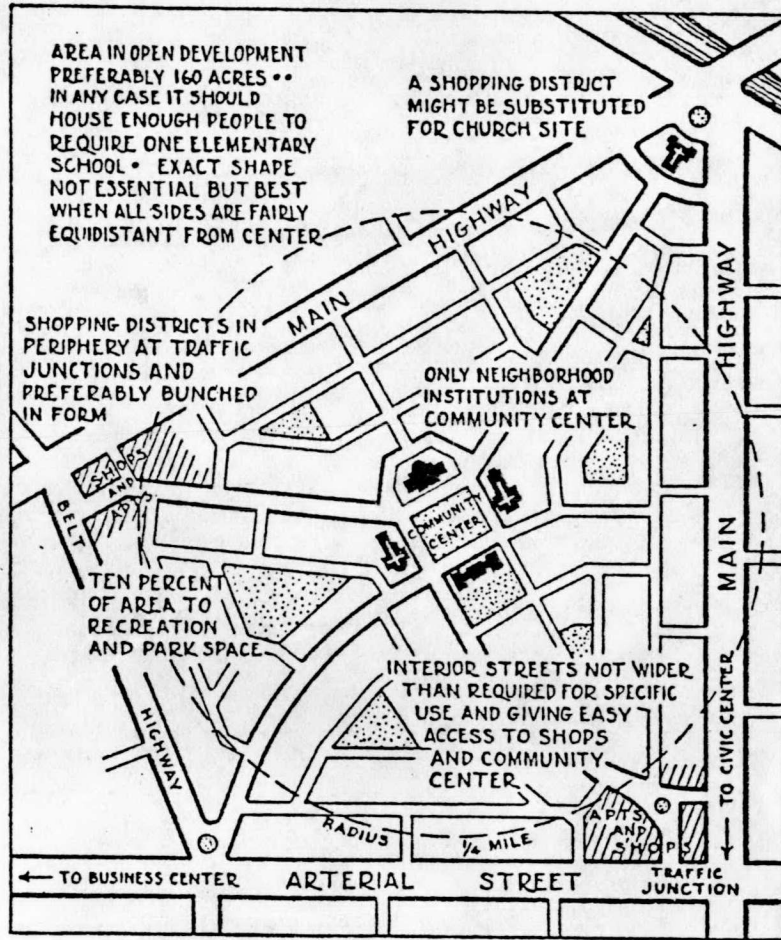 AREA IN OPEN DEVELOPMENT
PREFERABLY 160 ACRES ••
IN ANY CASE IT SHOULD
HOUSE ENOUGH PEOPLE TO
REQUIRE ONE ELEMENTARY
SCHOOL • EXACT SHAPE
NOT ESSENTIAL BUT BEST
WHEN ALL SIDES ARE FAIRLY
EQUIDISTANT FROM CENTER
A SHOPPING DISTRICT
MIGHT BE SUBSTITUTED
FOR CHURCH SITE
MAIN HIGHWAY
HIGHWAY
MAIN
TO CIVIC CENTER
SHOPPING DISTRICTS IN
PERIPHERY AT TRAFFIC
JUNCTIONS AND
PREFERABLY BUNCHED
IN FORM
ONLY NEIGHBORHOOD
INSTITUTIONS AT
COMMUNITY CENTER
SHOPS
AND
BELT
COMMUNITY
CENTER
TEN PERCENT
OF AREA TO
RECREATION
AND PARK SPACE
HIGHWAY
INTERIOR STREETS NOT WIDER
THAN REQUIRED FOR SPECIFIC
USE AND GIVING EASY
ACCESS TO SHOPS
AND COMMUNITY
CENTER
RADIUS 1/4 MILE
APTS
AND
SHOPS
← TO BUSINESS CENTER
ARTERIAL STREET
TRAFFIC
JUNCTION